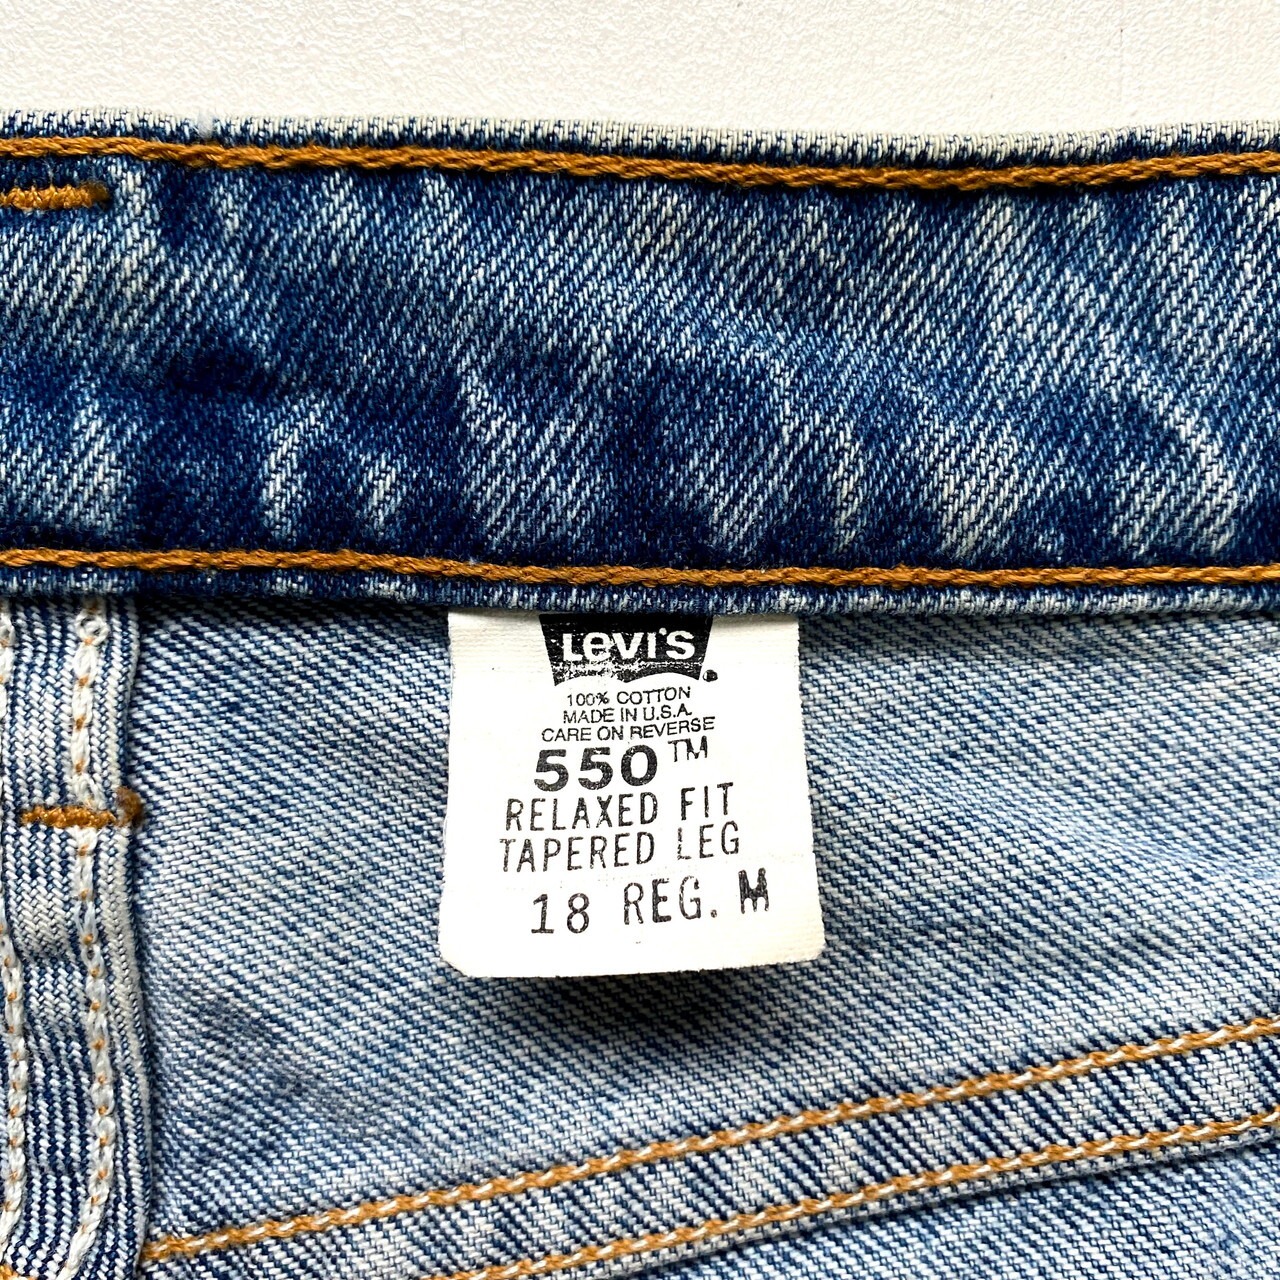 Levi's
100% COTTON
MADE IN U.S.A.
CARE ON REVERSE
550™
RELAXED FIT
TAPERED LEG
18 REG. M